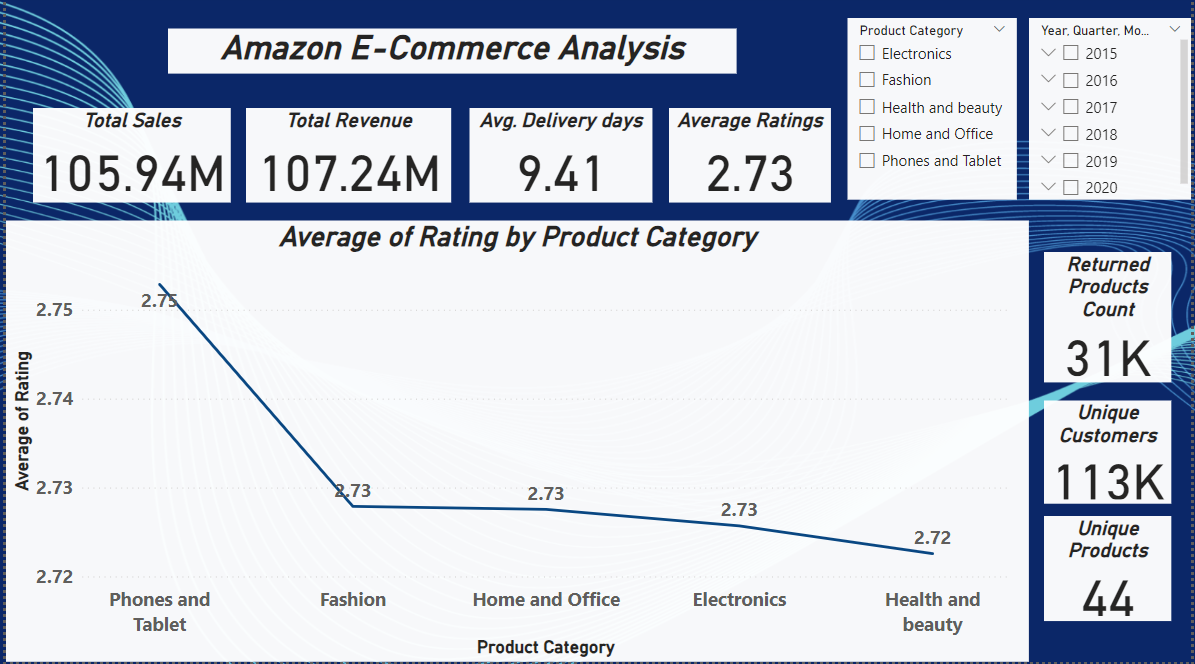 Amazon E-Commerce Analysis
Product Category
Electronics
Fashion
Health and beauty
Home and Office
Phones and Tablet
Year, Quarter, Mo...
2015
2016
2017
2018
2019
2020
Total Sales
105.94M
Total Revenue
107.24M
Avg. Delivery days
9.41
Average Ratings
2.73
Average of Rating by Product Category
Average of Rating
2.75
2.74
2.73
2.72
2.75
2.73
2.73
2.73
2.72
Phones and
Tablet
Fashion
Home and Office
Electronics
Health and
beauty
Product Category
Returned
Products
Count
31K
Unique
Customers
113K
Unique
Products
44